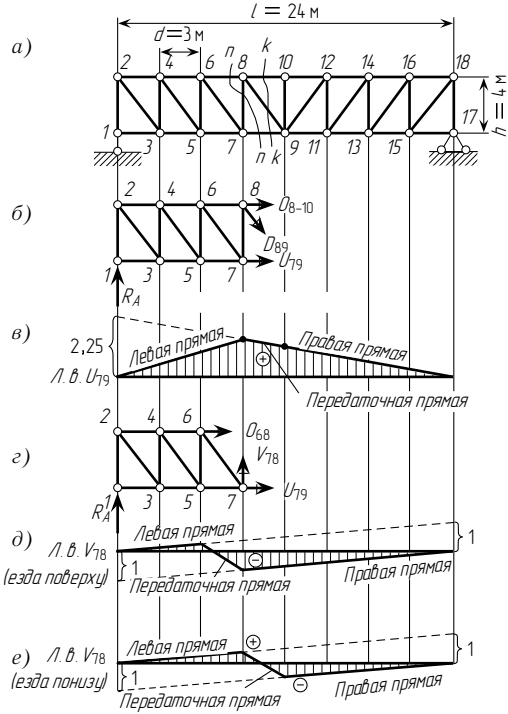 l = 24 м
d = 3 м
n k
а)
2 4 6 8 10 12 14 16 18
h = 4 м
1 3 5 7 n k 9 11 13 15 17
б)
2 4 6 8 O8–10
D89
1 3 5 7 U79
RA
в)
2,25
Левая прямая
Правая прямая
+
Л.в. U79
Передаточная прямая
г)
2 4 6 O68
V78
1 3 5 7 U79
RA
д)
Левая прямая
1
Л.в. V78
(езда поверху)
1
–
Передаточная прямая
Правая прямая
е)
Левая прямая
+
1
Л.в. V78
(езда понизу)
1
Передаточная прямая
–
Правая прямая